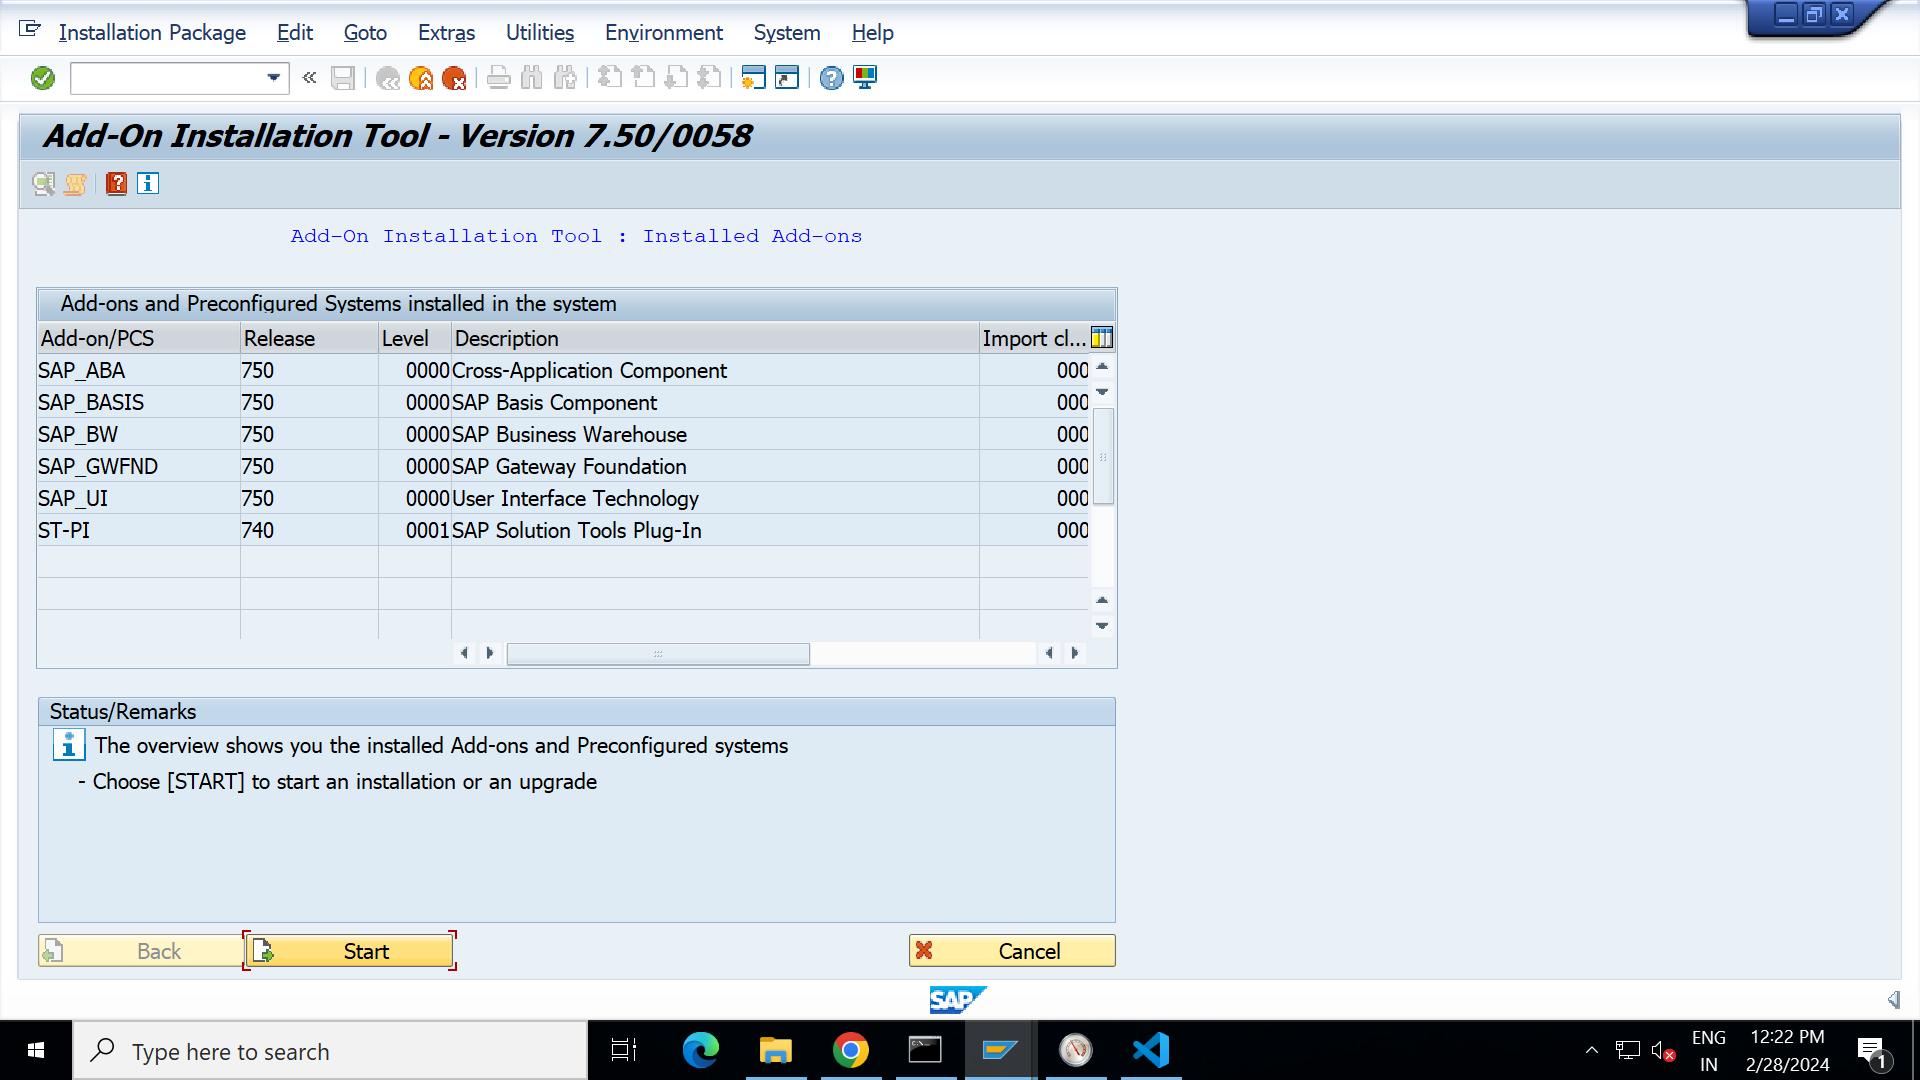 Installation Package Edit Goto Extras Utilities Environment System Help
Add-On Installation Tool - Version 7.50/0058
Add-On Installation Tool : Installed Add-ons
Add-ons and Preconfigured Systems installed in the system
Add-on/PCS Release Level Description Import cl...
SAP_ABA 750 0000 Cross-Application Component 000
SAP_BASIS 750 0000 SAP Basis Component 000
SAP_BW 750 0000 SAP Business Warehouse 000
SAP_GWFND 750 0000 SAP Gateway Foundation 000
SAP_UI 750 0000 User Interface Technology 000
ST-PI 740 0001 SAP Solution Tools Plug-In 000
Status/Remarks
The overview shows you the installed Add-ons and Preconfigured systems
- Choose [START] to start an installation or an upgrade
Back Start Cancel
SAP
Type here to search
ENG 12:22 PM
IN 2/28/2024
1